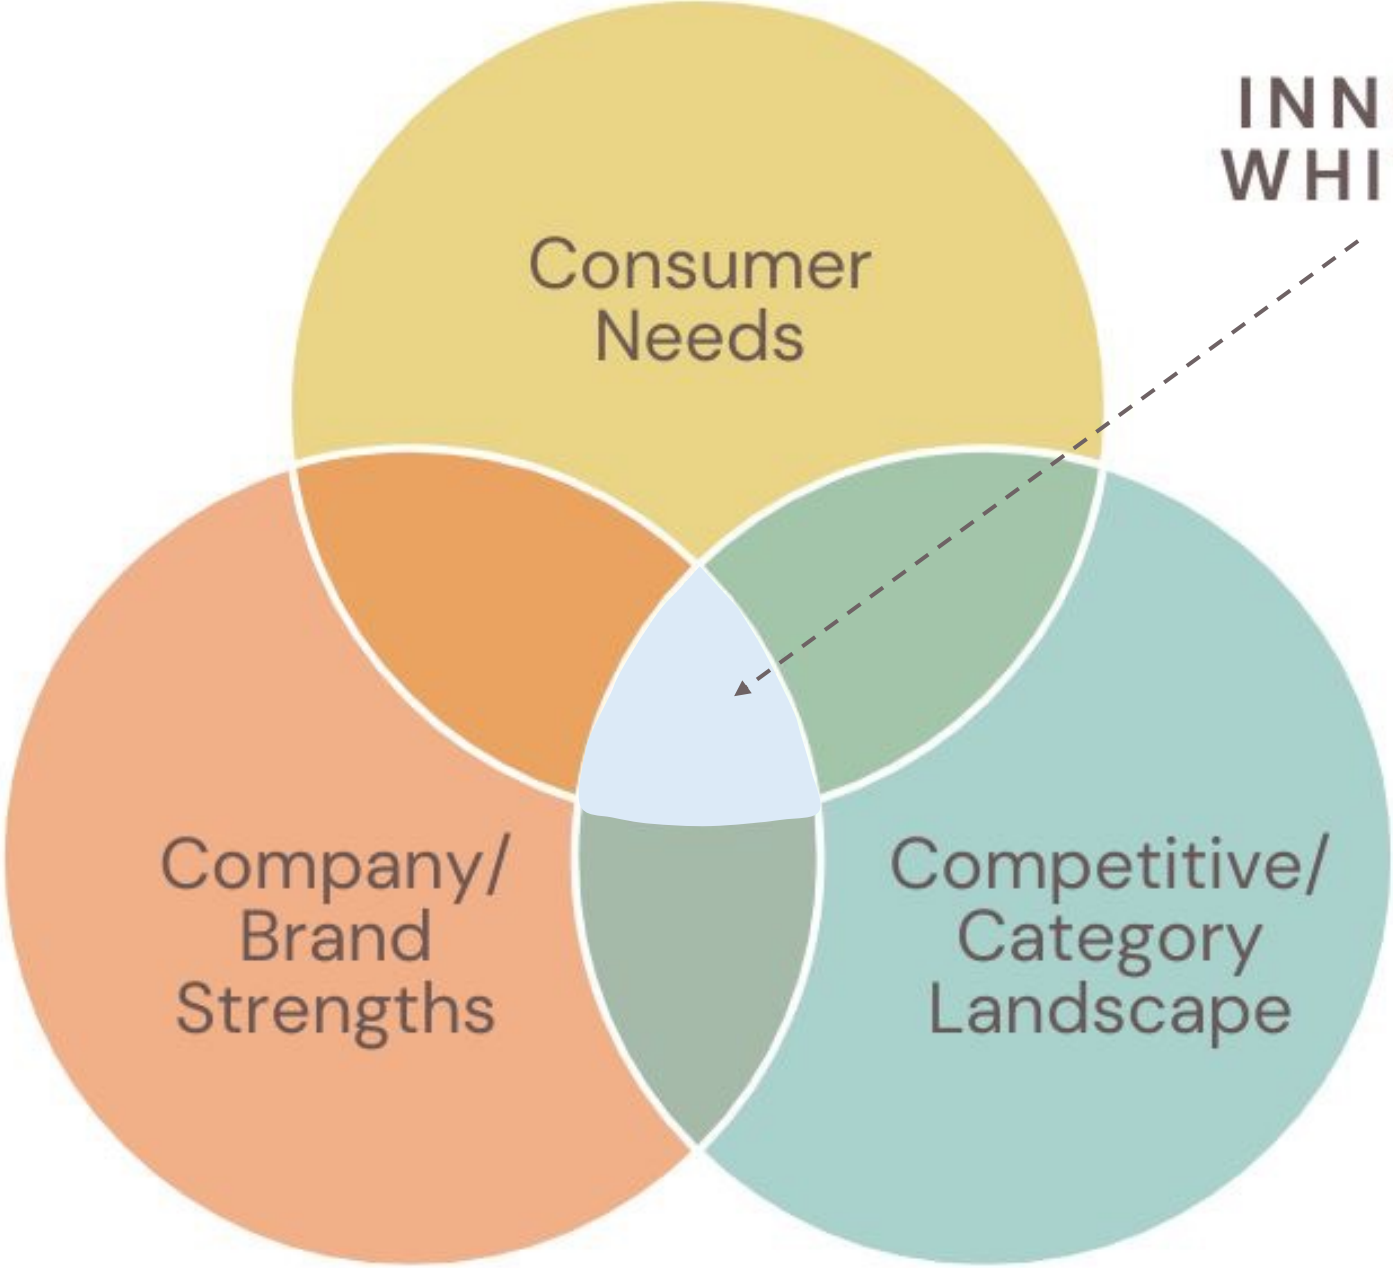 INN
WHI
Consumer
Needs
Company/
Brand
Strengths
Competitive/
Category
Landscape